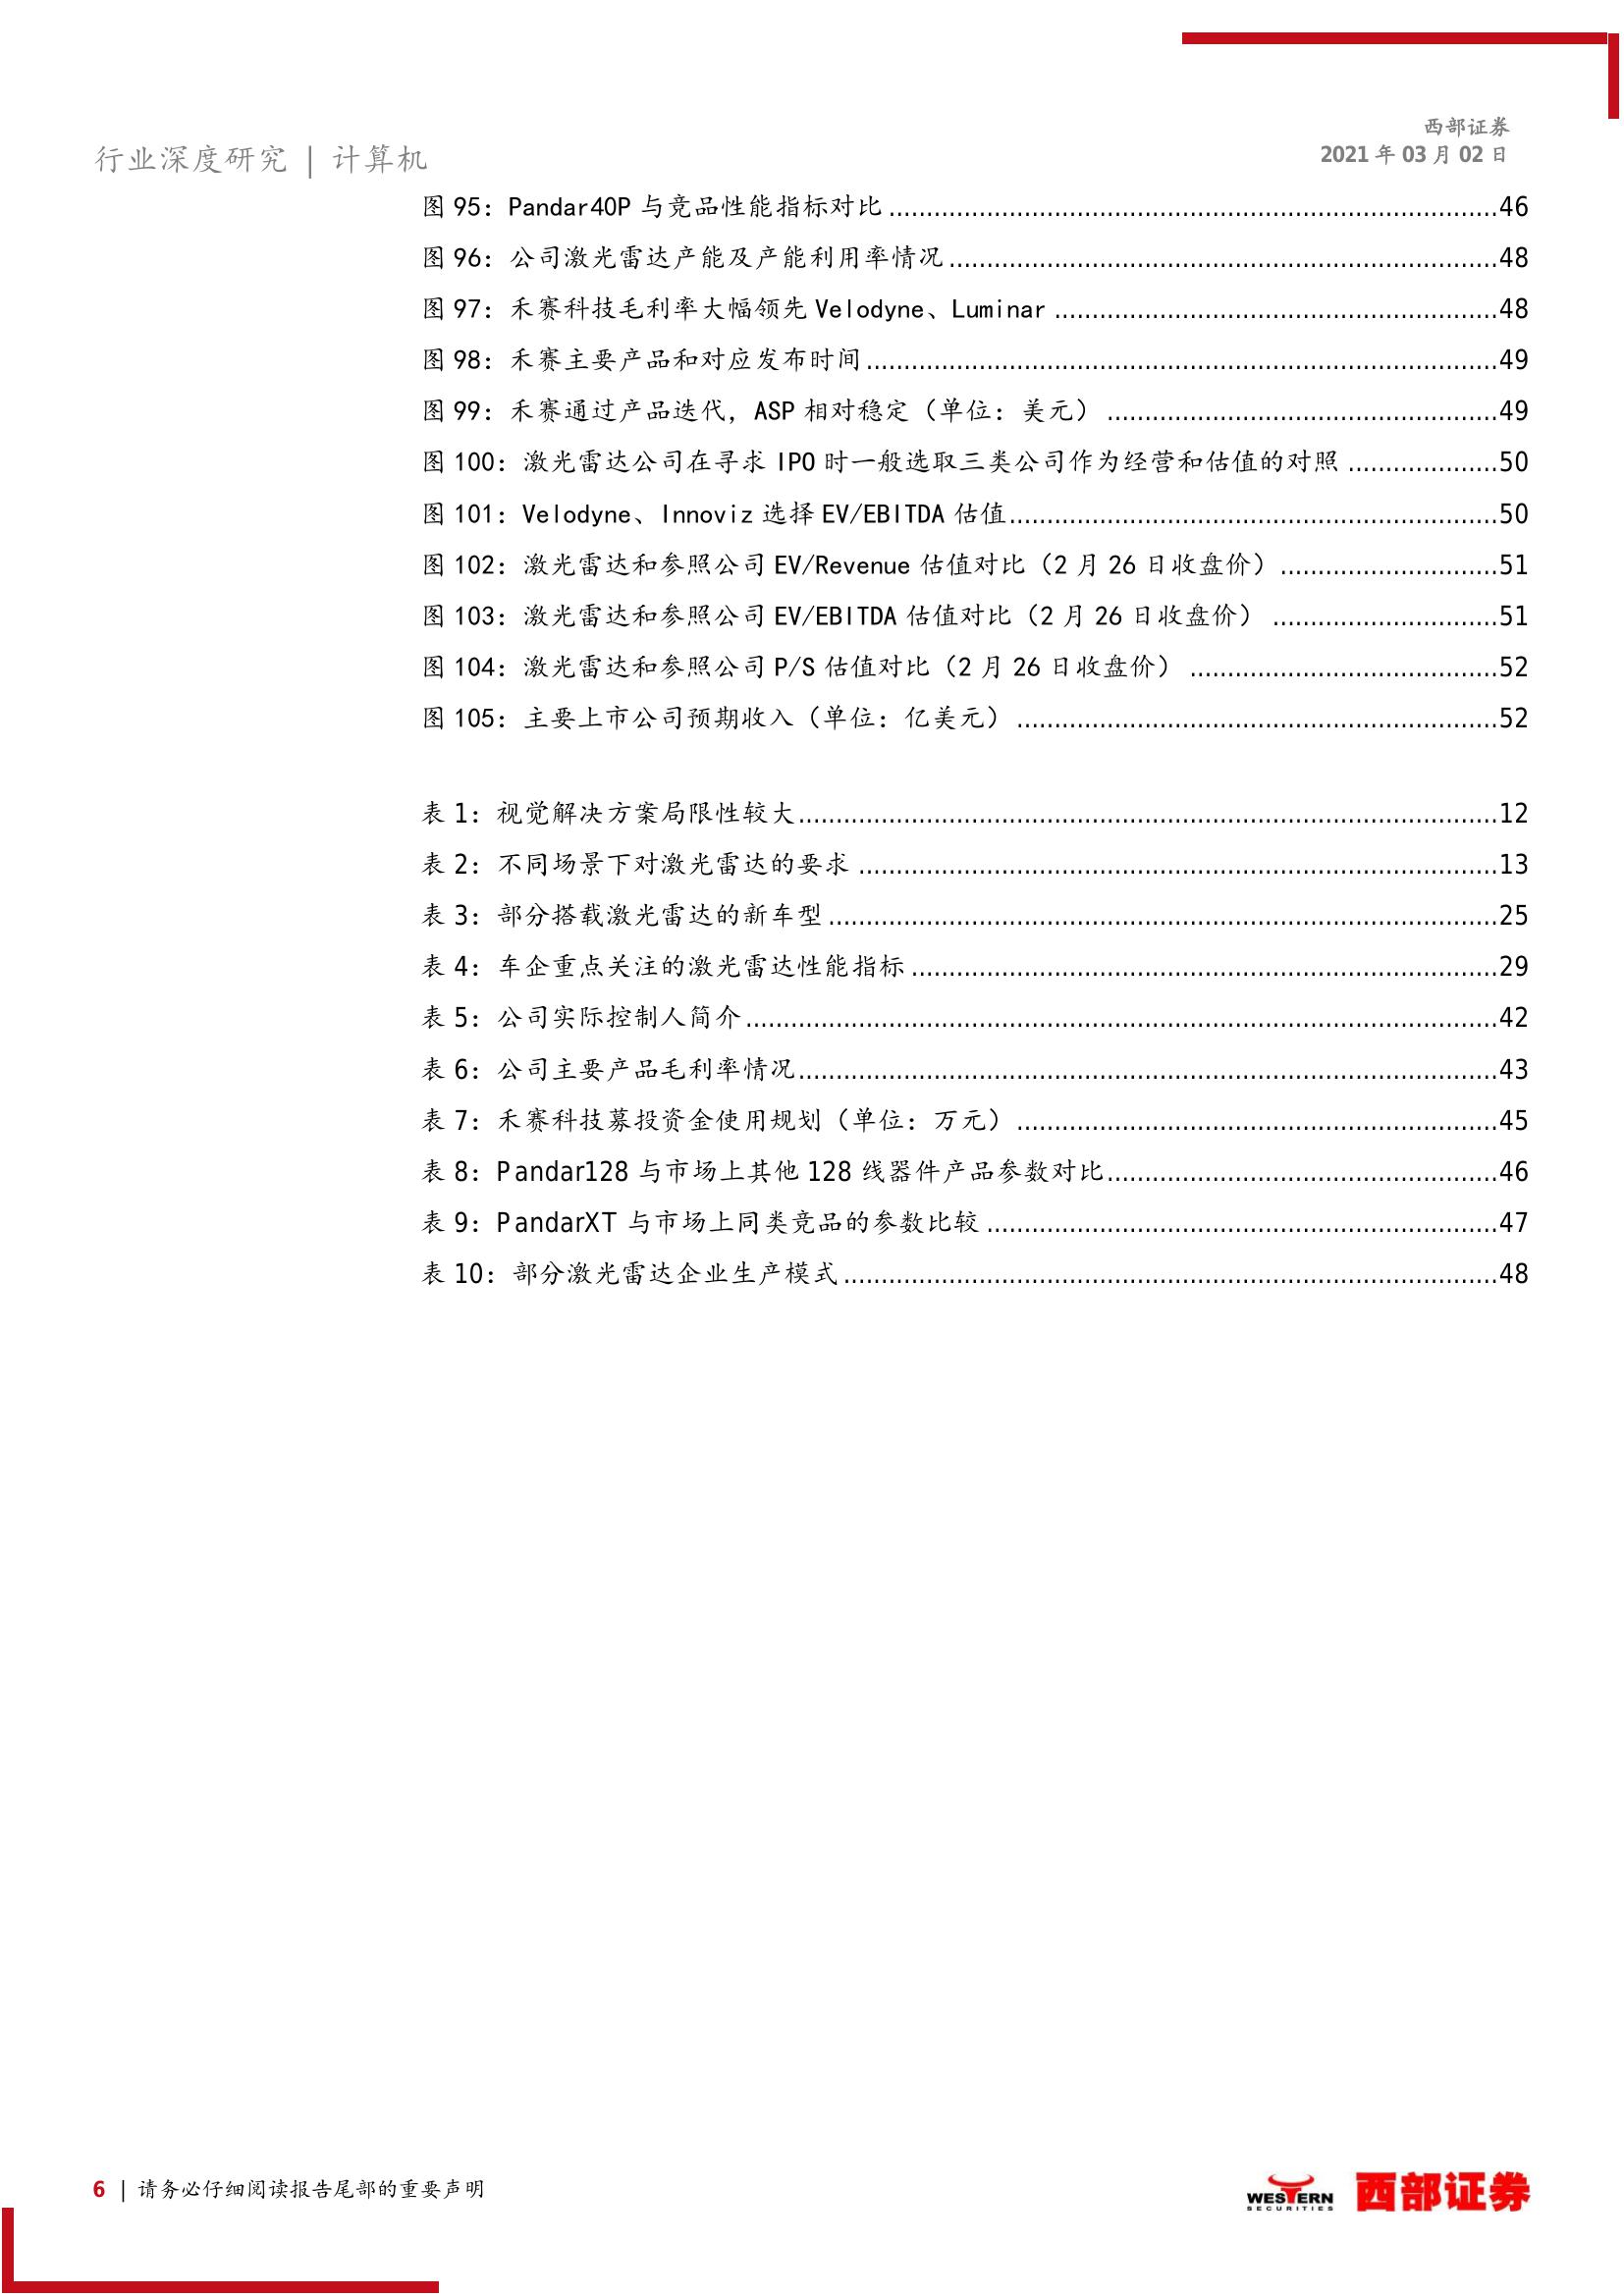 西部证券
行业深度研究 | 计算机
2021 年 03 月 02 日
图 95：Pandar40P 与竞品性能指标对比................................................................................46
图 96：公司激光雷达产能及产能利用率情况........................................................................48
图 97：禾赛科技毛利率大幅领先 Velodyne、Luminar ..........................................................48
图 98：禾赛主要产品和对应发布时间...................................................................................49
图 99：禾赛通过产品迭代，ASP 相对稳定（单位：美元） ...................................................49
图 100：激光雷达公司在寻求 IPO 时一般选取三类公司作为经营和估值的对照 ....................50
图 101：Velodyne、Innoviz 选择 EV/EBITDA 估值................................................................50
图 102：激光雷达和参照公司 EV/Revenue 估值对比（2 月 26 日收盘价）.............................51
图 103：激光雷达和参照公司 EV/EBITDA 估值对比（2 月 26 日收盘价） ..............................51
图 104：激光雷达和参照公司 P/S 估值对比（2 月 26 日收盘价） .........................................52
图 105：主要上市公司预期收入（单位：亿美元）................................................................52
表 1：视觉解决方案局限性较大............................................................................................12
表 2：不同场景下对激光雷达的要求 ....................................................................................13
表 3：部分搭载激光雷达的新车型........................................................................................25
表 4：车企重点关注的激光雷达性能指标..............................................................................29
表 5：公司实际控制人简介...................................................................................................42
表 6：公司主要产品毛利率情况............................................................................................43
表 7：禾赛科技募投资金使用规划（单位：万元）................................................................45
表 8：Pandar128 与市场上其他 128 线器件产品参数对比....................................................46
表 9：PandarXT 与市场上同类竞品的参数比较....................................................................47
表 10：部分激光雷达企业生产模式......................................................................................48
6 | 请务必仔细阅读报告尾部的重要声明
WESTERN 西部证券
SECURITIES